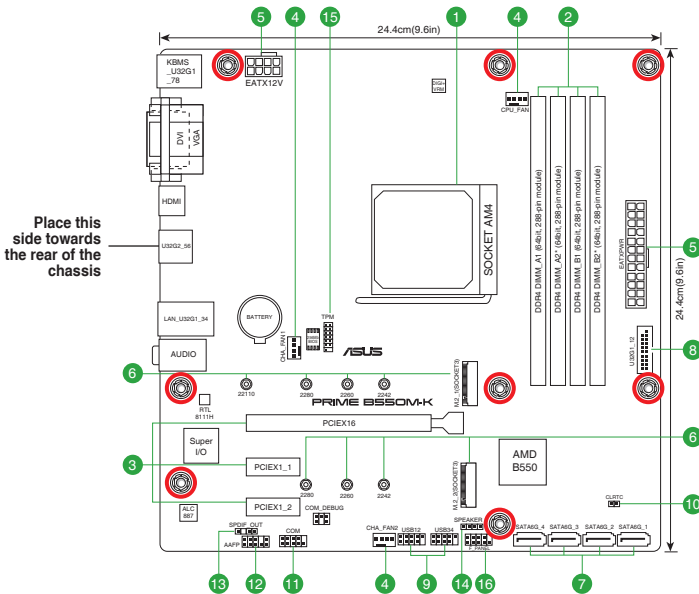 5
4
15
1
4
2
24.4cm(9.6in)
KBMS
_U32G1
_78
EATX12V
DIGI+
VRM
CPU_FAN
DVI
VGA
HDMI
U32G2_56
Place this
side towards
the rear of the
chassis
LAN_U32G1_34
AUDIO
SOCKET AM4
DDR4 DIMM_A1 (64bit, 288-pin module)
DDR4 DIMM_A2* (64bit, 288-pin module)
DDR4 DIMM_B1 (64bit, 288-pin module)
DDR4 DIMM_B2* (64bit, 288-pin module)
EATXPWR
5
24.4cm(9.6in)
BATTERY
CHA_FAN1
TPM
ASUS
U32G1_12
8
6
22110
2280
2260
2242
M.2_1(SOCKET3)
PRIME B550M-K
RTL
8111H
PCIEX16
Super
I/O
6
3
PCIEX1_1
AMD
B550
2280
2260
2242
M.2_2(SOCKET3)
ALC
887
PCIEX1_2
COM_DEBUG
CLRTC
10
SPDIF_OUT
AAFP
COM
CHA_FAN2
USB12
USB34
SPEAKER
F_PANEL
SATA6G_4
SATA6G_3
SATA6G_2
SATA6G_1
13
12
11
4
9
14
16
7